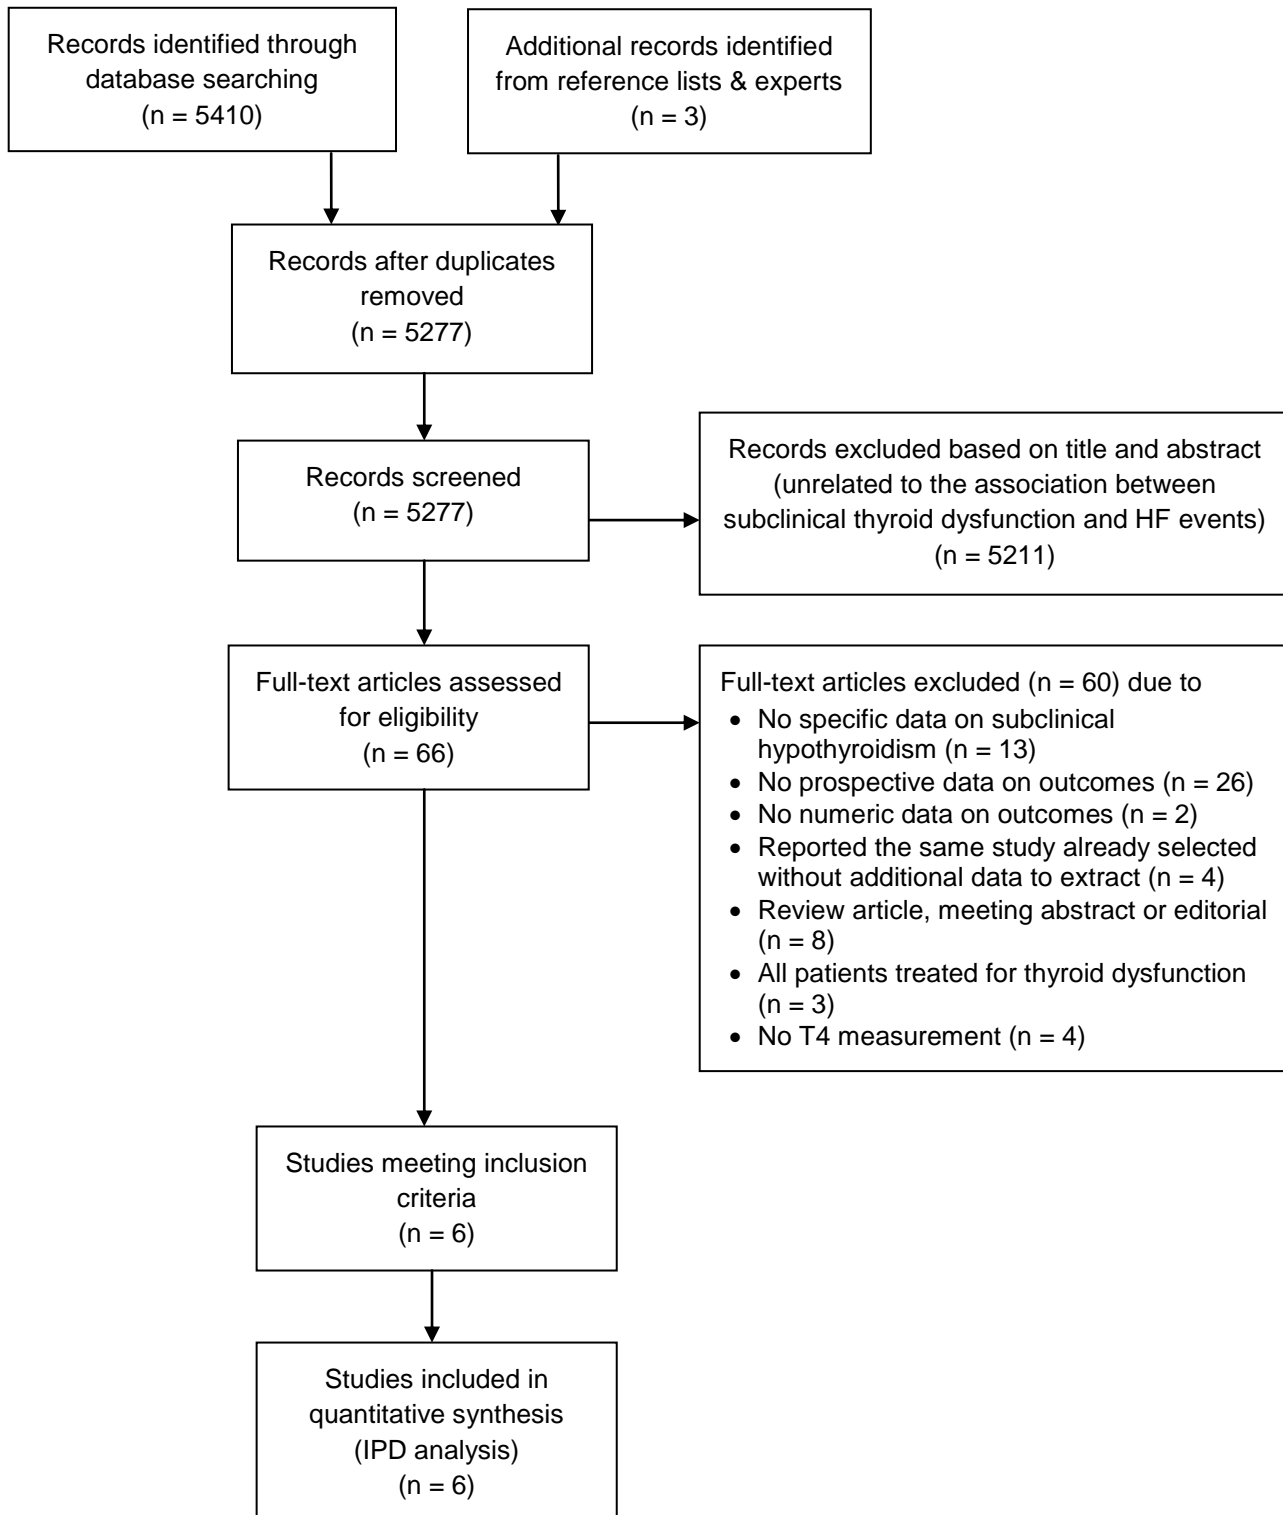 Records identified through
database searching
(n = 5410)
Additional records identified
from reference lists & experts
(n = 3)
Records after duplicates
removed
(n = 5277)
Records screened
(n = 5277)
Records excluded based on title and abstract
(unrelated to the association between
subclinical thyroid dysfunction and HF events)
(n = 5211)
Full-text articles assessed
for eligibility
(n = 66)
Full-text articles excluded (n = 60) due to
• No specific data on subclinical
hypothyroidism (n = 13)
• No prospective data on outcomes (n = 26)
• No numeric data on outcomes (n = 2)
• Reported the same study already selected
without additional data to extract (n = 4)
• Review article, meeting abstract or editorial
(n = 8)
• All patients treated for thyroid dysfunction
(n = 3)
• No T4 measurement (n = 4)
Studies meeting inclusion
criteria
(n = 6)
Studies included in
quantitative synthesis
(IPD analysis)
(n = 6)